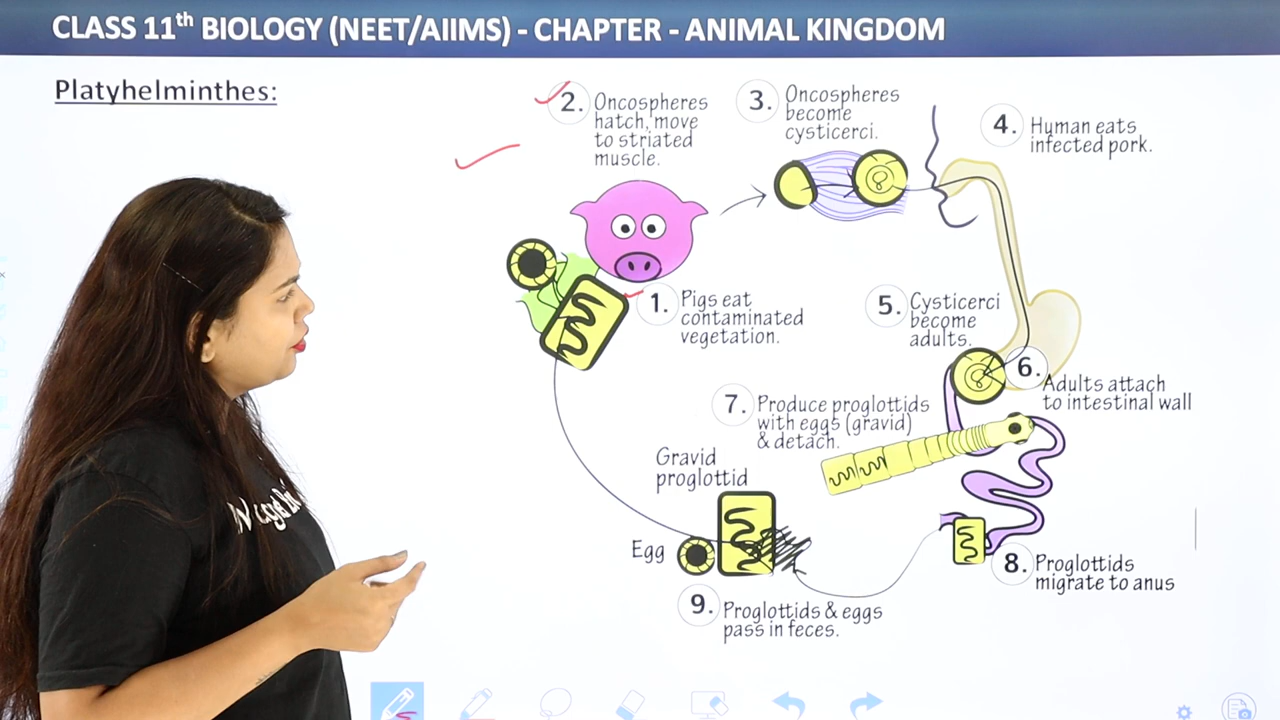 CLASS 11th BIOLOGY (NEET/AIIMS) - CHAPTER - ANIMAL KINGDOM
Platyhelminthes:
2. Oncospheres
hatch, move
to striated
muscle.
3. Oncospheres
become
cysticerci.
4. Human eats
infected pork.
1. Pigs eat
contaminated
vegetation.
5. Cysticerci
become
adults.
6. Adults attach
to intestinal wall
7. Produce proglottids
with eggs (gravid)
& detach.
Gravid
proglottid
Egg
8. Proglottids
migrate to anus
9. Proglottids & eggs
pass in feces.